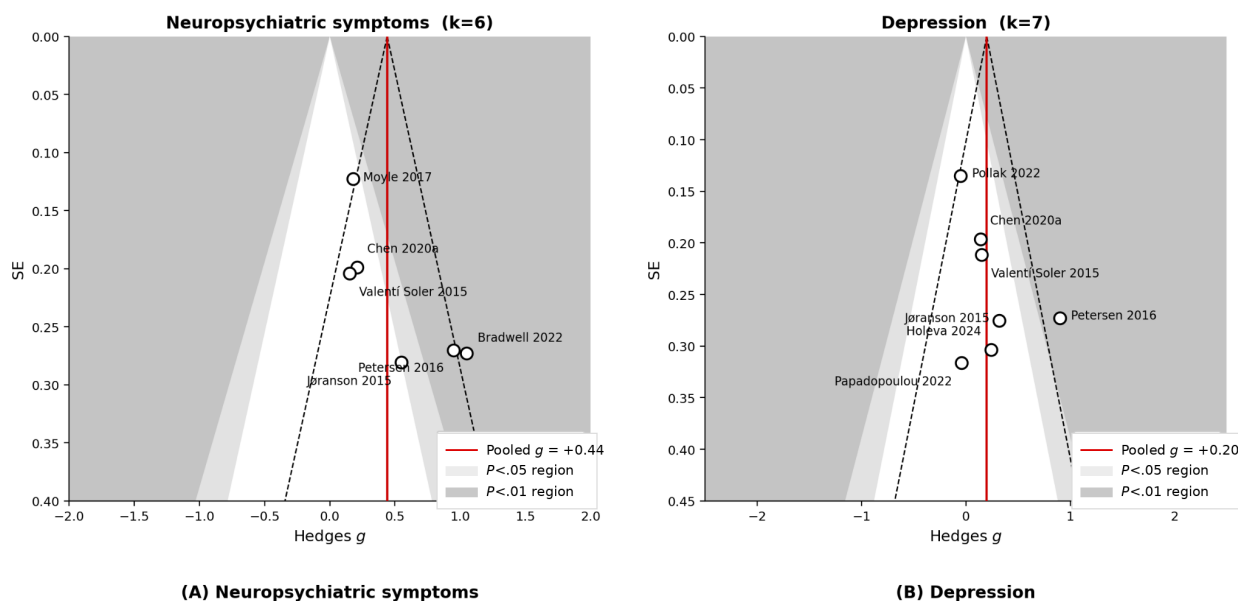 Neuropsychiatric symptoms (k=6)
0.00
0.05
0.10
0.15
0.20
0.25
0.30
0.35
0.40
SE
Moyle 2017
Chen 2020a
Valentí Soler 2015
Bradwell 2022
Petersen 2016
Jøranson 2015
Pooled g = +0.44
P<.05 region
P<.01 region
−2.0 −1.5 −1.0 −0.5 0.0 0.5 1.0 1.5 2.0
Hedges g
(A) Neuropsychiatric symptoms
Depression (k=7)
0.00
0.05
0.10
0.15
0.20
0.25
0.30
0.35
0.40
0.45
SE
Pollak 2022
Chen 2020a
Valentí Soler 2015
Jøranson 2015
Petersen 2016
Holeva 2024
Papadopoulou 2022
Pooled g = +0.20
P<.05 region
P<.01 region
−2 −1 0 1 2
Hedges g
(B) Depression